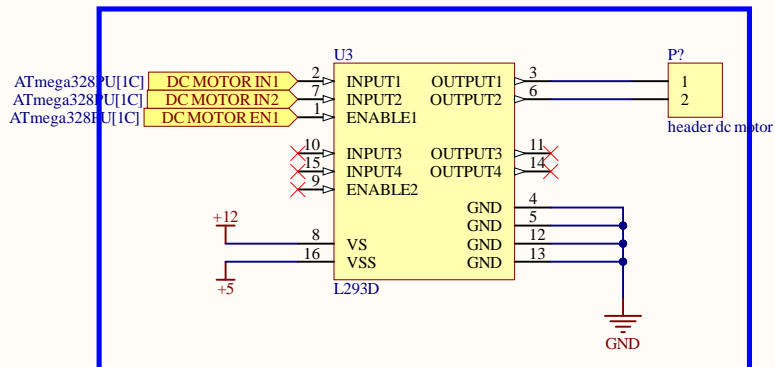 U3
P?
ATmega328PU[1C] DC MOTOR IN1 2 INPUT1 OUTPUT1 3 1
ATmega328PU[1C] DC MOTOR IN2 7 INPUT2 OUTPUT2 6 2
ATmega328PU[1C] DC MOTOR EN1 1 ENABLE1
header dc motor
10 INPUT3 OUTPUT3 11
15 INPUT4 OUTPUT4 14
9 ENABLE2
GND 4
+12
GND 5
8 VS GND 12
16 VSS GND 13
+5
L293D
GND